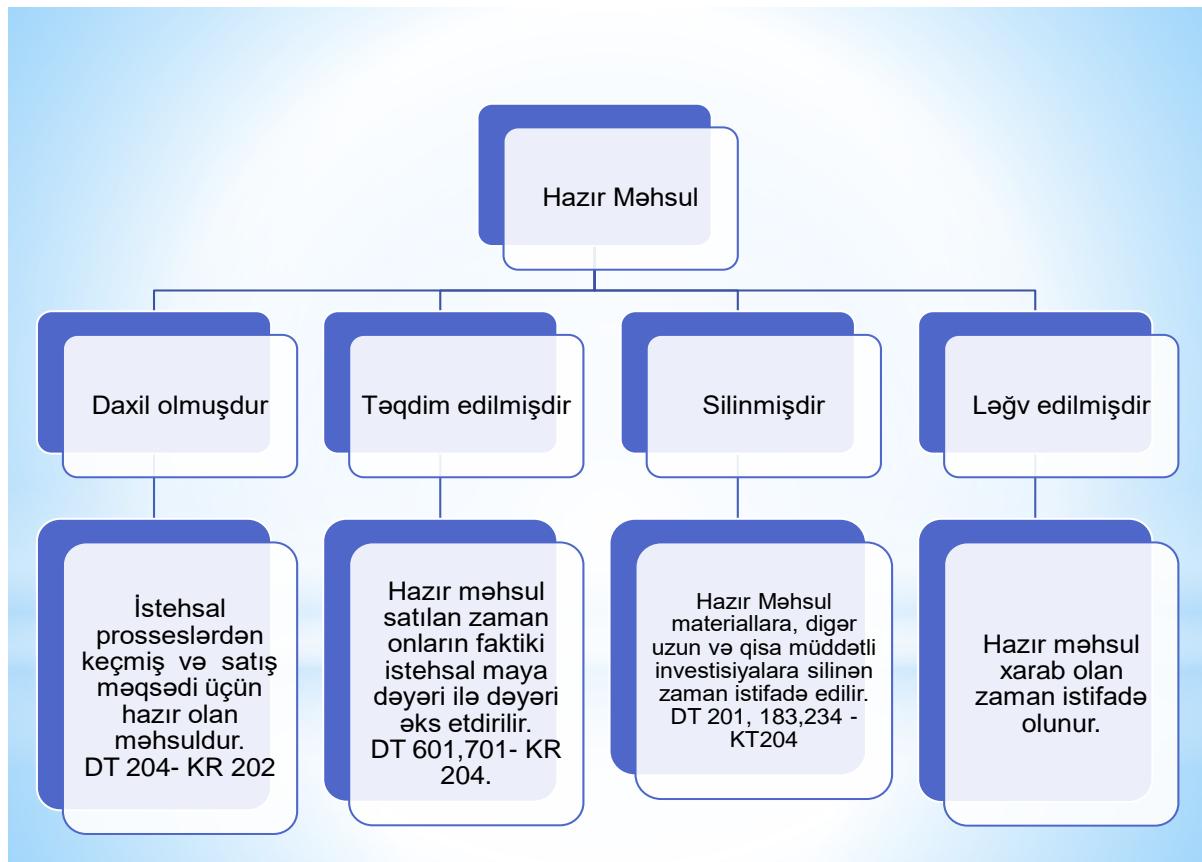 Hazır Məhsul
Daxil olmuşdur
Təqdim edilmişdir
Silinmişdir
Ləğv edilmişdir
İstehsal
prosseslərdən
keçmiş və satış
məqsədi üçün
hazır olan
məhsuldur.
DT 204- KR 202
Hazır məhsul
satılan zaman
onların faktiki
istehsal maya
dəyəri ilə dəyəri
əks etdirilir.
DT 601,701- KR
204.
Hazır Məhsul
materiallara, digər
uzun və qisa müddətli
investisiyalara silinən
zaman istifadə edilir.
DT 201, 183,234 -
KT204
Hazır məhsul
xarab olan
zaman istifadə
olunur.